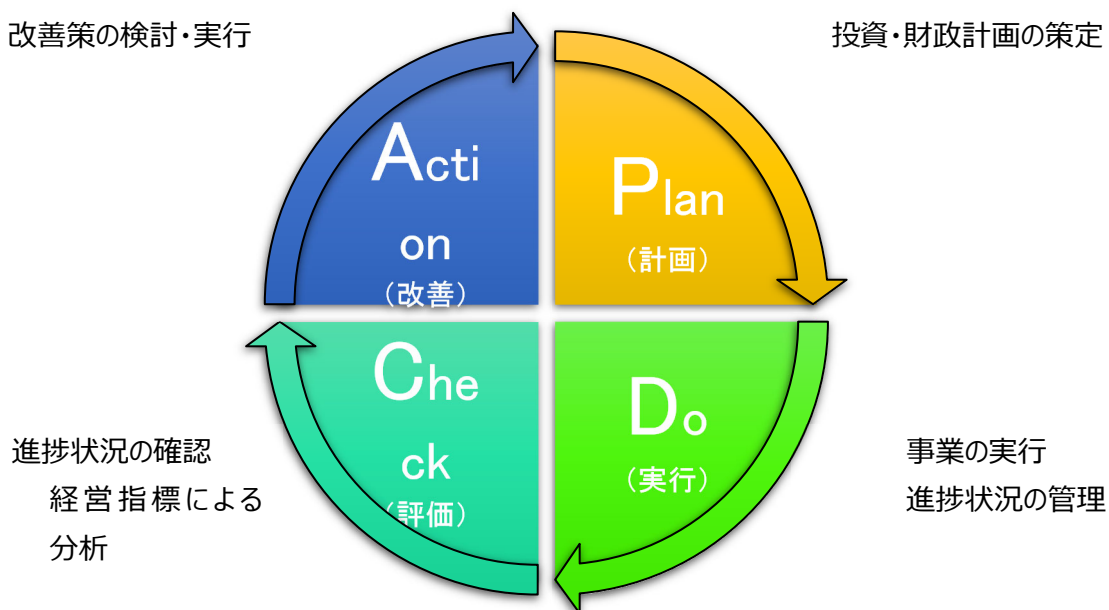 改善策の検討・実行
投資・財政計画の策定
Acti
on
(改善)
Plan
(計画)
Che
ck
(評価)
Do
(実行)
進捗状況の確認
経営指標による
分析
事業の実行
進捗状況の管理